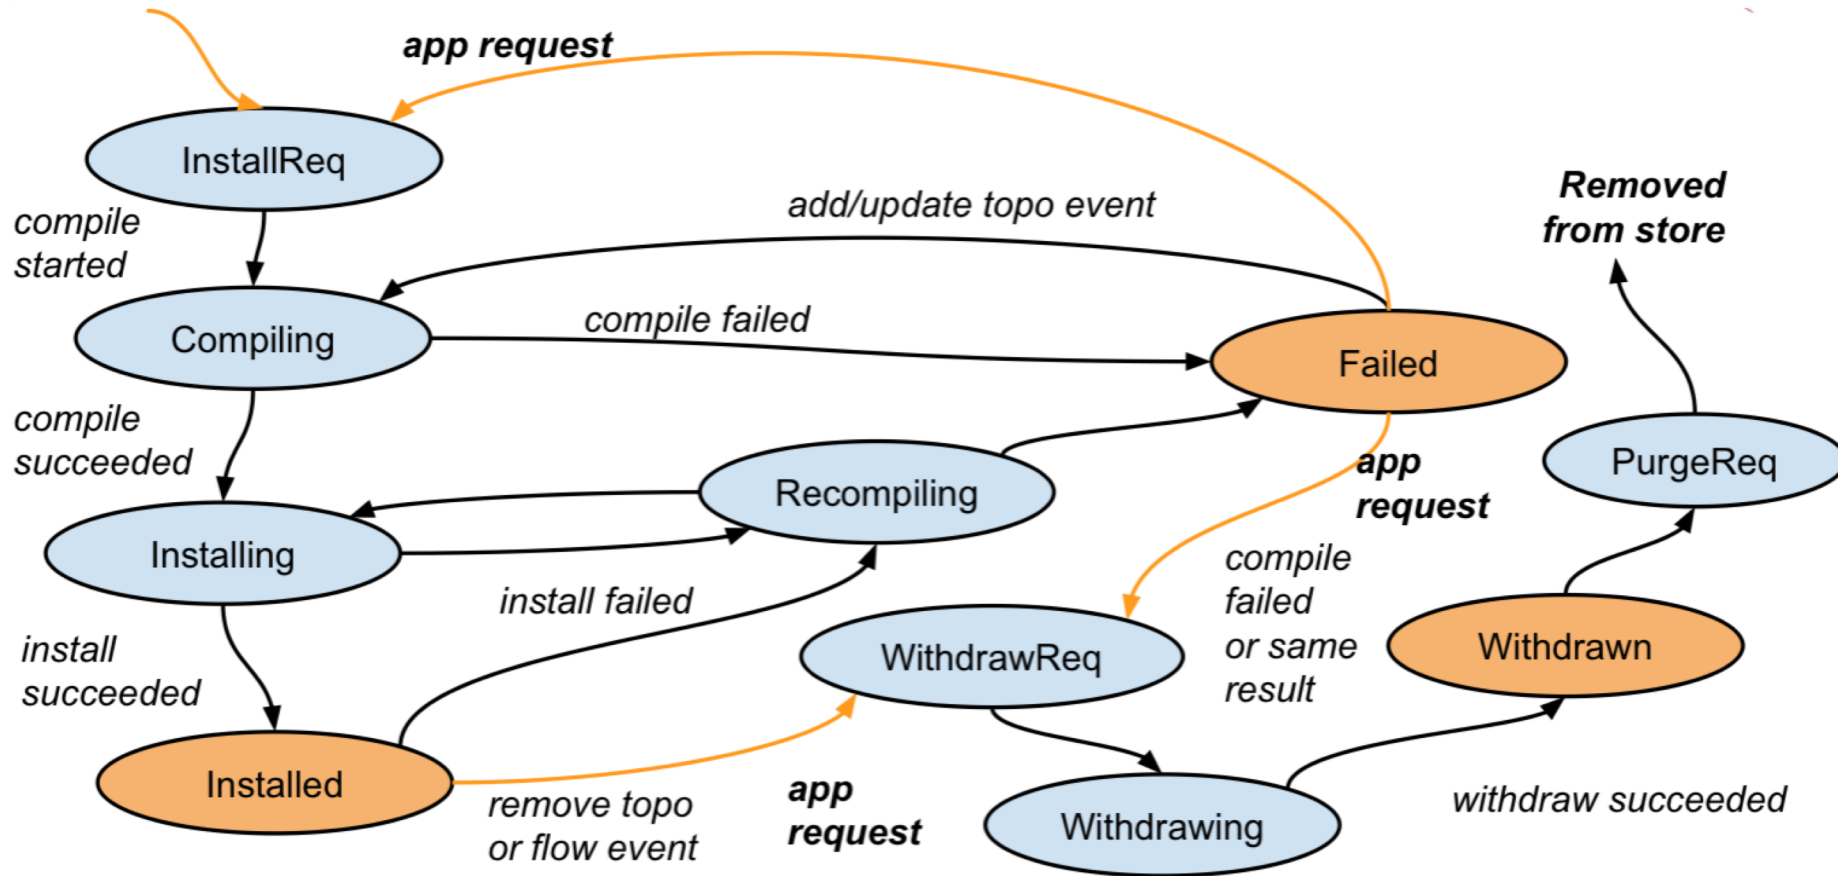 app request
InstallReq
compile
started
add/update topo event
Removed
from store
Compiling
compile failed
Failed
compile
succeeded
Recompiling
app
request
PurgeReq
Installing
install failed
compile
failed
or same
result
install
succeeded
WithdrawReq
Withdrawn
Installed
remove topo
or flow event
app
request
Withdrawing
withdraw succeeded